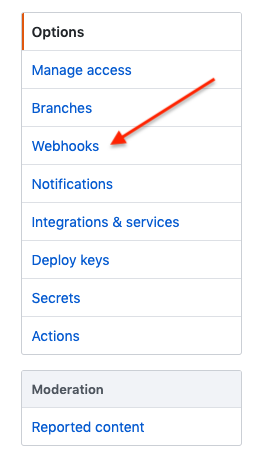 Options
Manage access
Branches
Webhooks
Notifications
Integrations & services
Deploy keys
Secrets
Actions
Moderation
Reported content